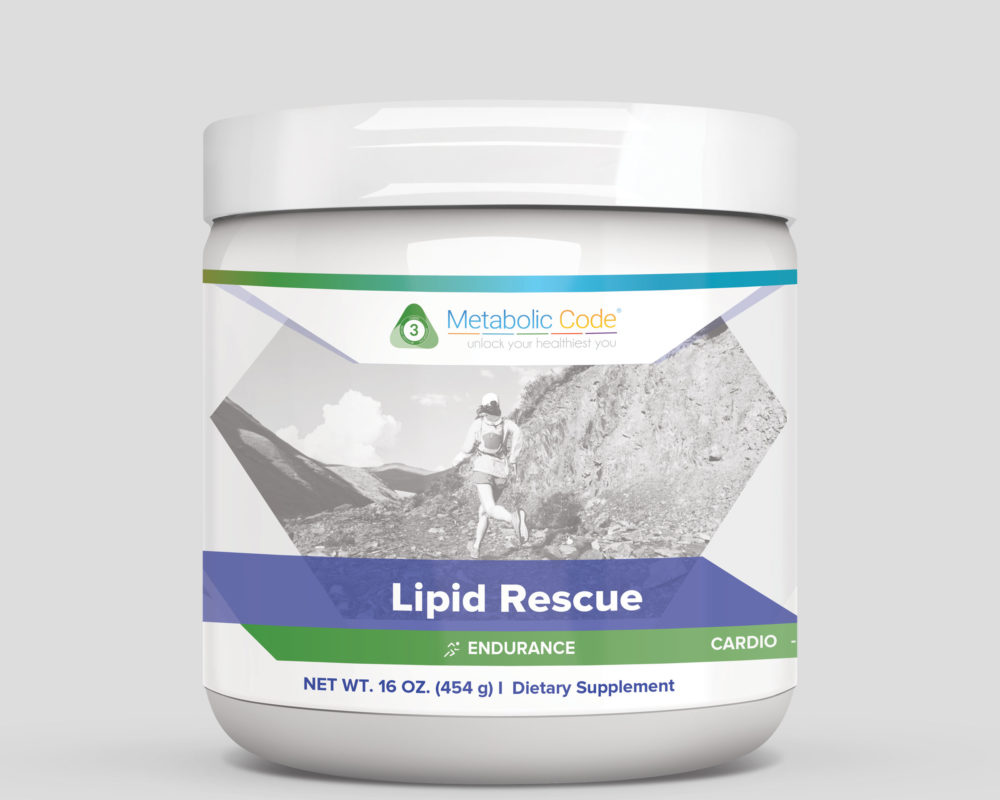 3
Metabolic Code®
unlock your healthiest you
Lipid Rescue
ENDURANCE
CARDIO -
NET WT. 16 OZ. (454 g) I Dietary Supplement